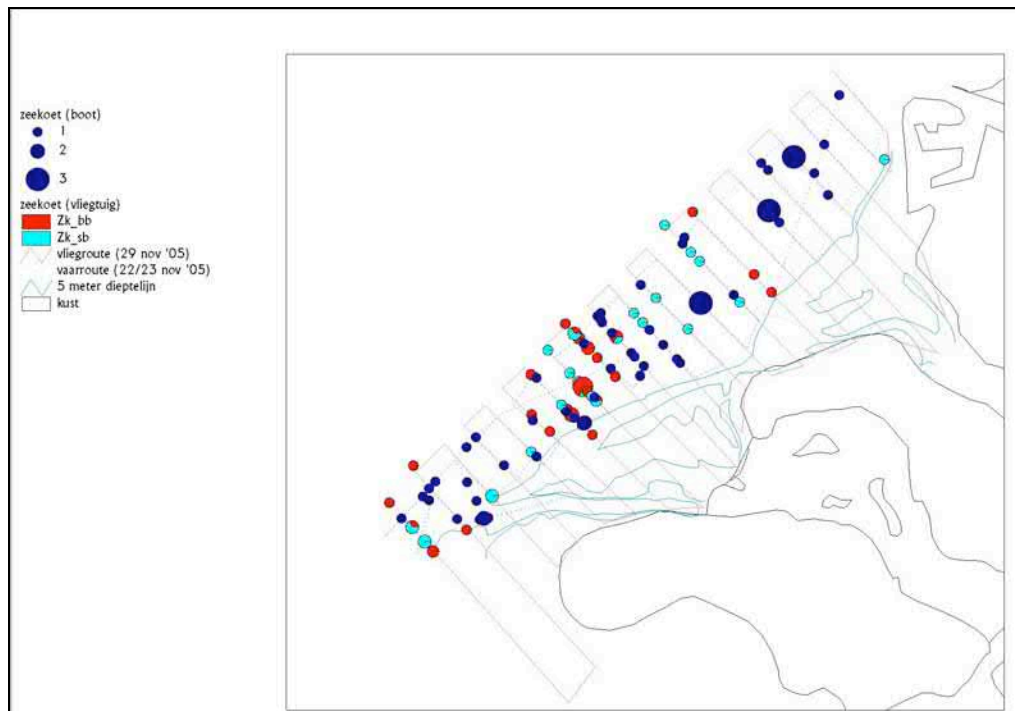 zeekoet (boot)
1
2
3
zeekoet (vliegtuig)
Zk_bb
Zk_sb
vliegroute (29 nov '05)
vaarroute (22/23 nov '05)
5 meter dieptelijn
kust